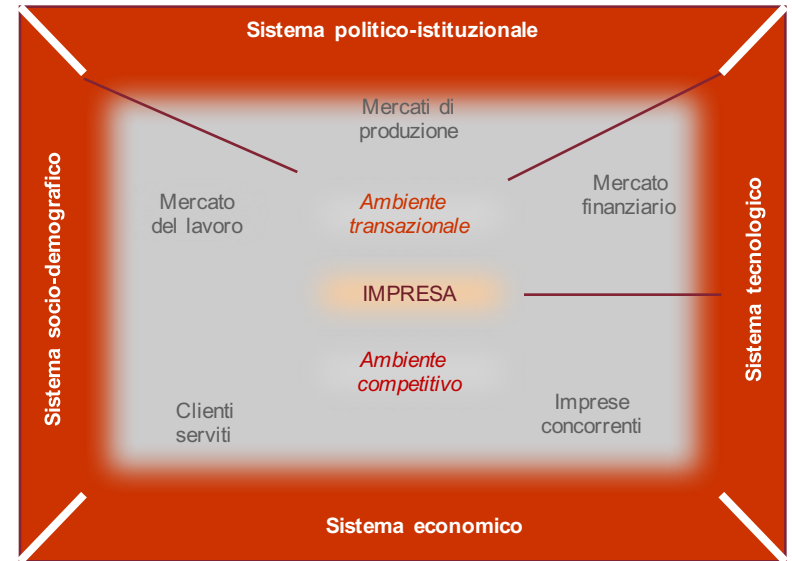 Sistema politico-istituzionale
Mercati di
produzione
Sistema socio-demografico
Mercato
del lavoro
Ambiente
transazionale
Mercato
finanziario
Sistema tecnologico
IMPRESA
Ambiente
competitivo
Clienti
serviti
Imprese
concorrenti
Sistema economico